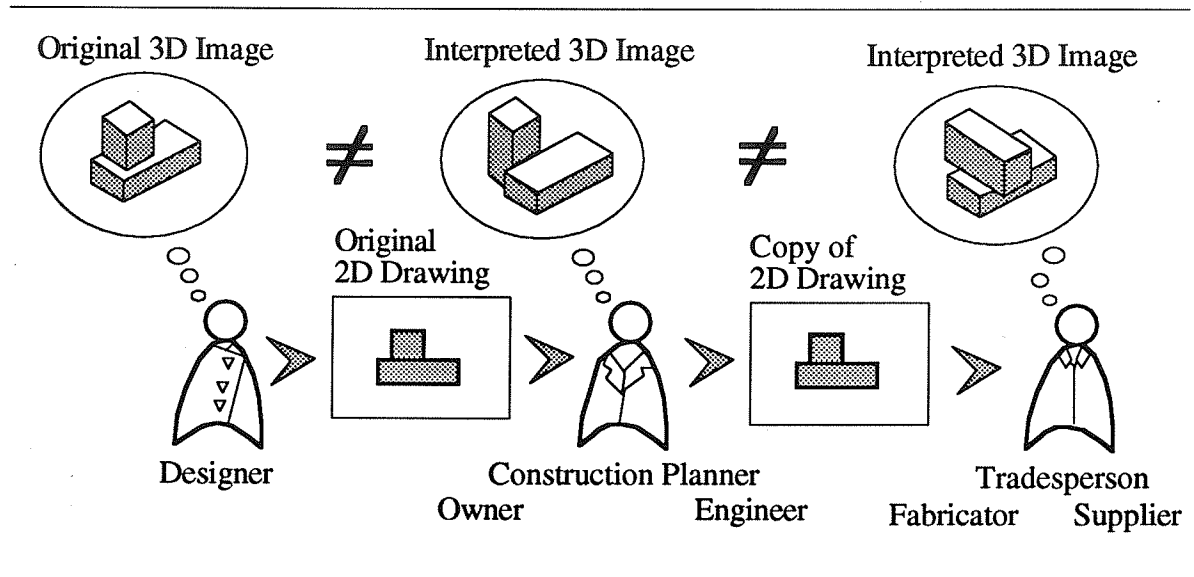 Original 3D Image
Interpreted 3D Image
Interpreted 3D Image
≠
≠
Original
2D Drawing
Copy of
2D Drawing
Designer
Construction Planner
Owner
Engineer
Tradesperson
Fabricator
Supplier